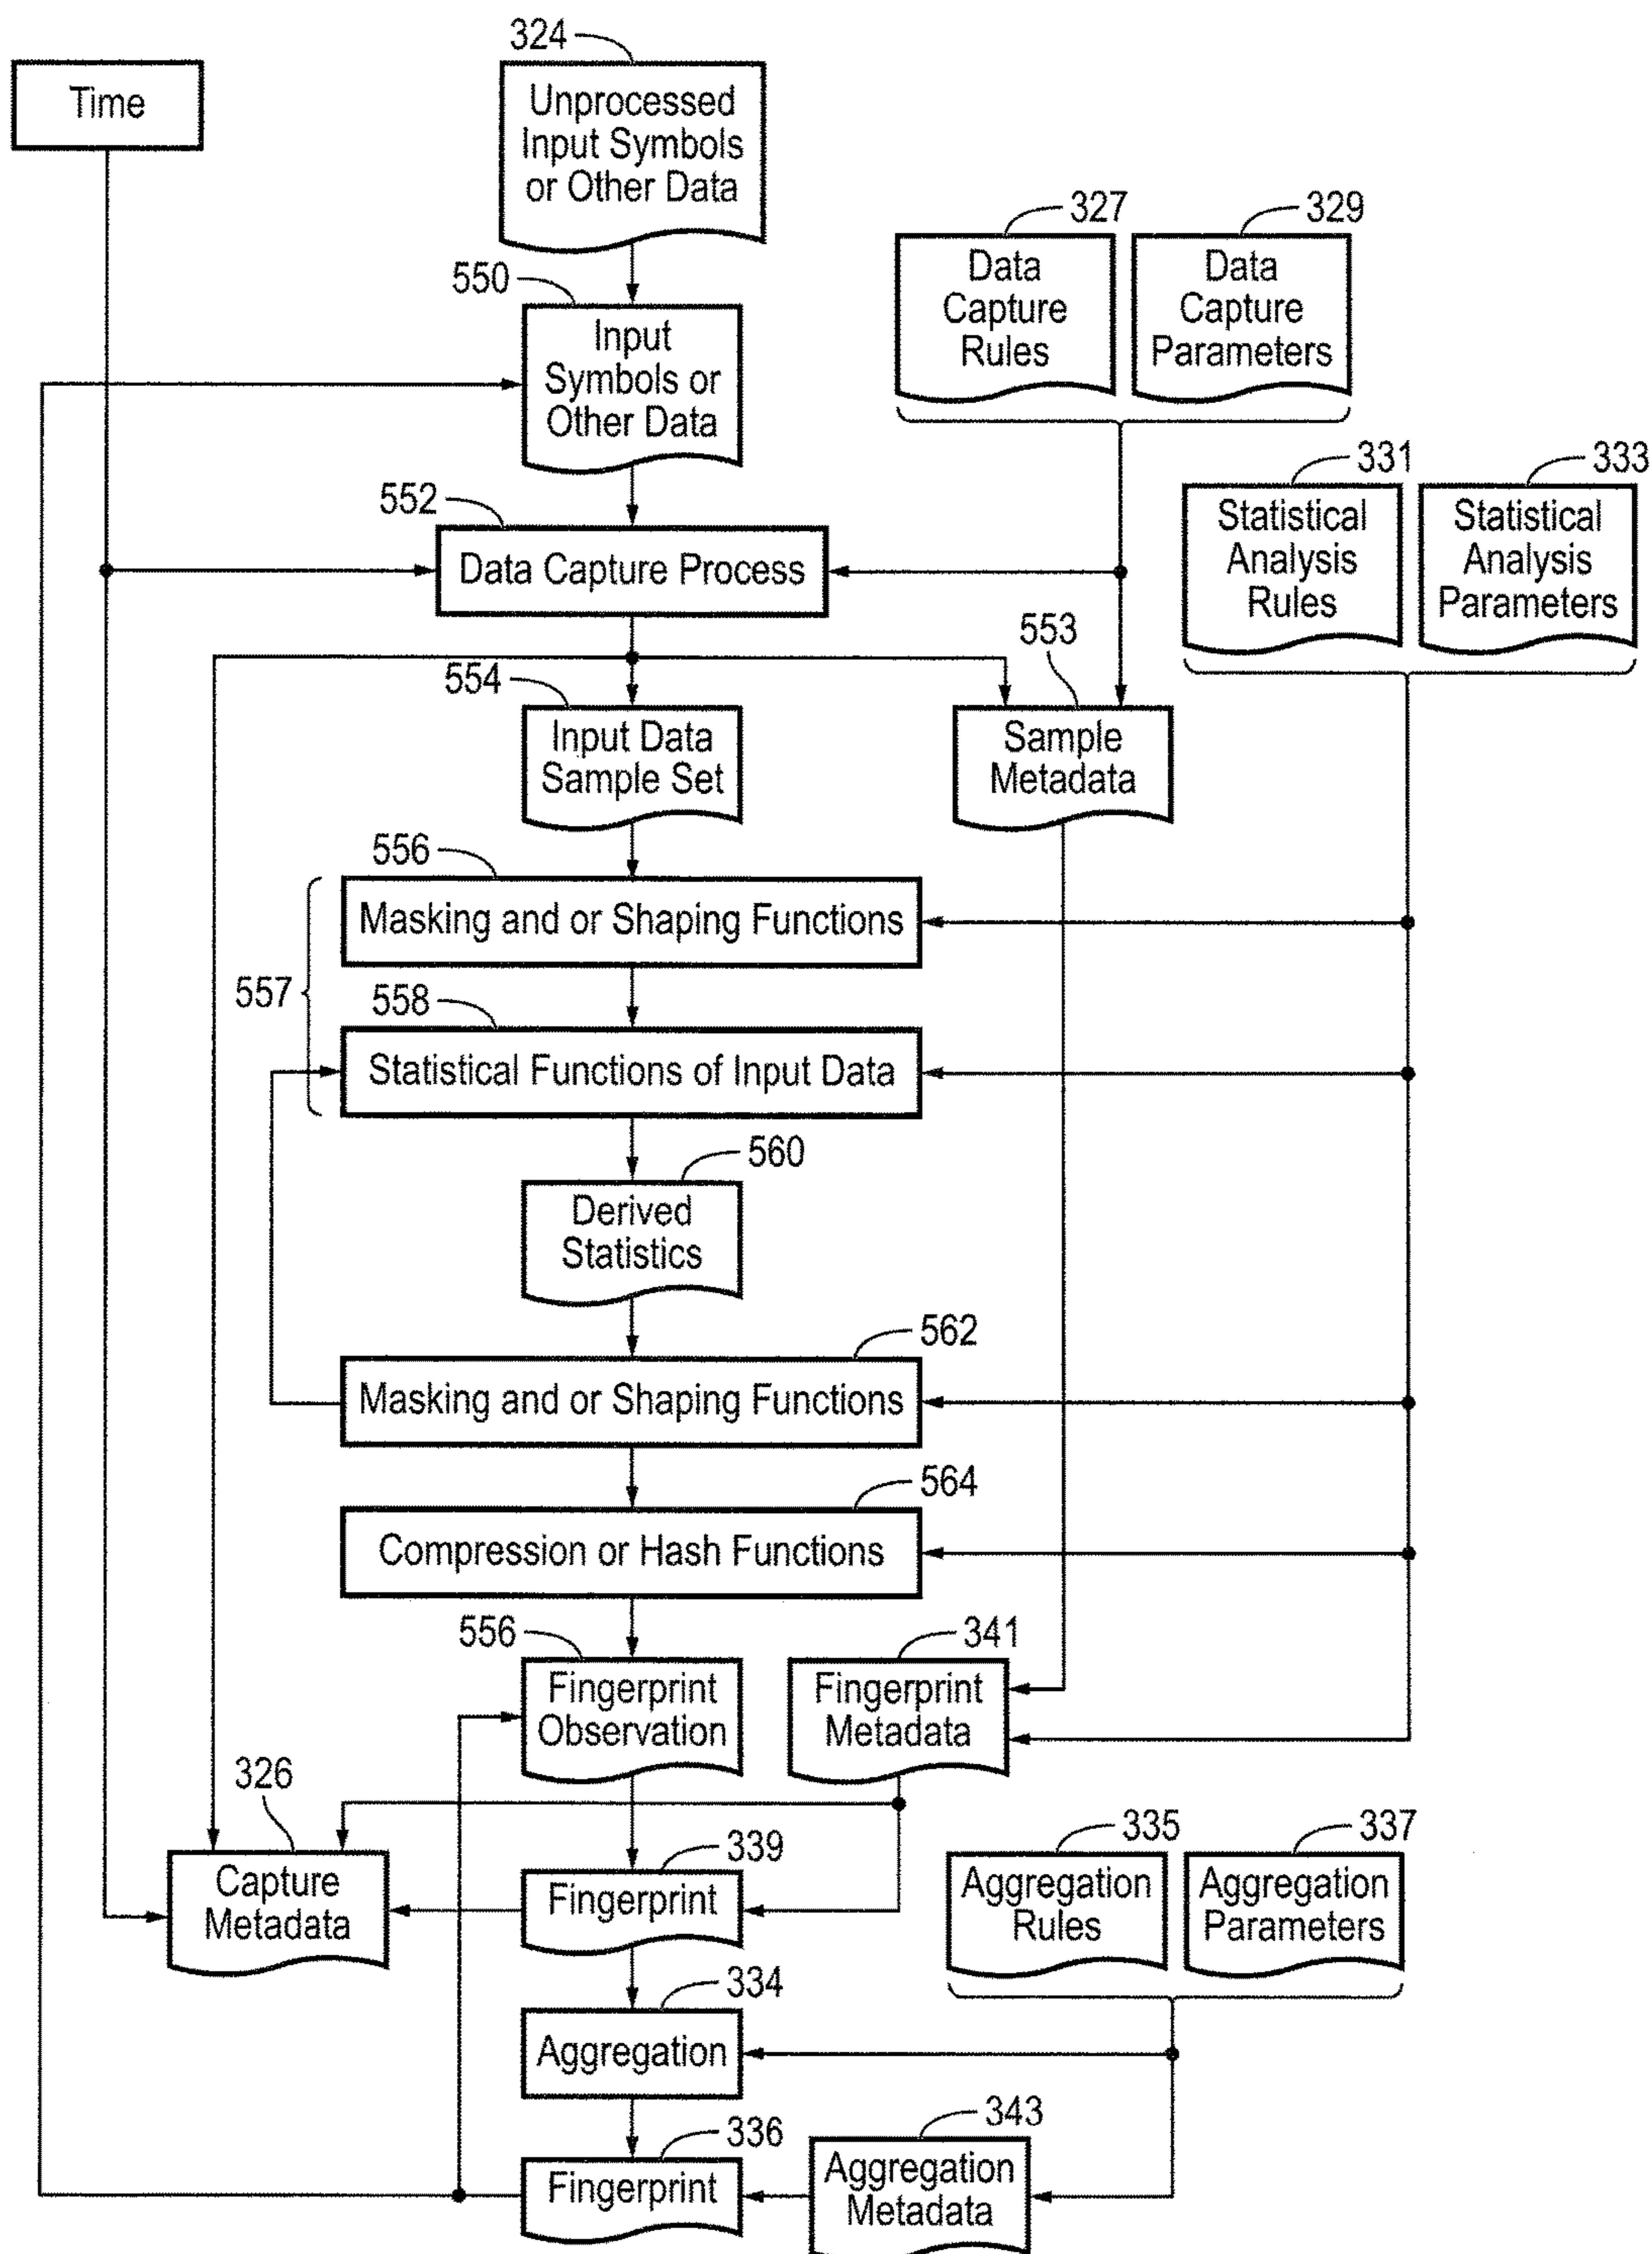 324
Time
Unprocessed
Input Symbols
or Other Data
327
329
550
Data
Capture
Rules
Data
Capture
Parameters
Input
Symbols or
Other Data
331
333
552
Statistical
Analysis
Rules
Statistical
Analysis
Parameters
Data Capture Process
553
554
Input Data
Sample Set
Sample
Metadata
556
Masking and or Shaping Functions
557
558
Statistical Functions of Input Data
560
Derived
Statistics
562
Masking and or Shaping Functions
564
Compression or Hash Functions
556
341
Fingerprint
Observation
Fingerprint
Metadata
326
339
335
337
Capture
Metadata
Fingerprint
Aggregation
Rules
Aggregation
Parameters
334
Aggregation
336
343
Fingerprint
Aggregation
Metadata